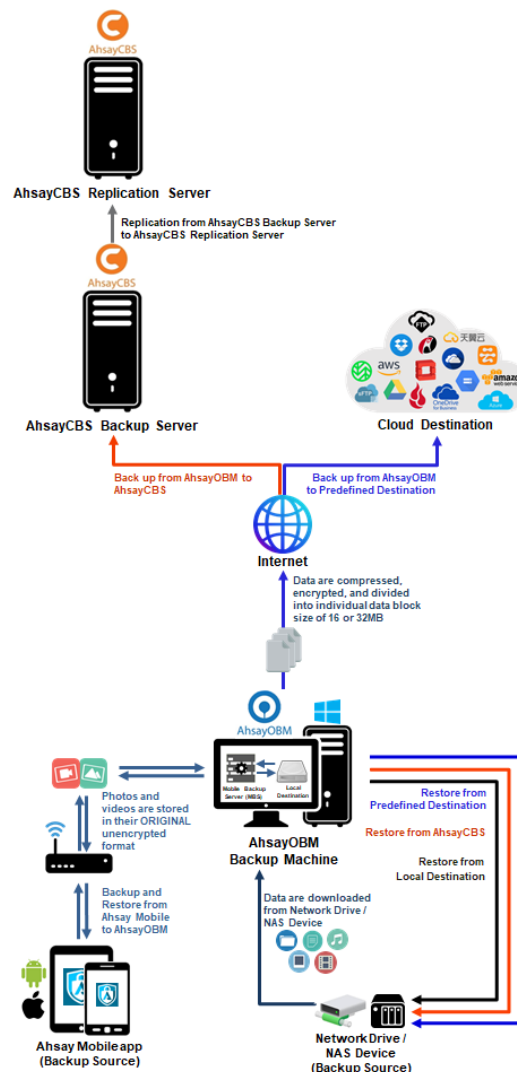 AhsayCBS
AhsayCBS Replication Server
Replication from AhsayCBS Backup Server
to AhsayCBS Replication Server
AhsayCBS
AhsayCBS Backup Server
FTP
天翼云
aws
amazon
web service
SFTP
OneDrive
for Business
Azure
Cloud Destination
Back up from AhsayOBM to
AhsayCBS
Back up from AhsayOBM
to Predefined Destination
Internet
Data are compressed,
encrypted, and divided
into individual data block
size of 16 or 32MB
AhsayOBM
Mobile Backup
Server (MBS)
Local
Destination
AhsayOBM
Backup Machine
Photos and
videos are stored
in their ORIGINAL
unencrypted
format
Restore from
Predefined Destination
Restore from AhsayCBS
Restore from
Local Destination
Backup and
Restore from
Ahsay Mobile
to AhsayOBM
Data are downloaded
from Network Drive /
NAS Device
Ahsay Mobile app
(Backup Source)
Network Drive /
NAS Device
(Backup Source)